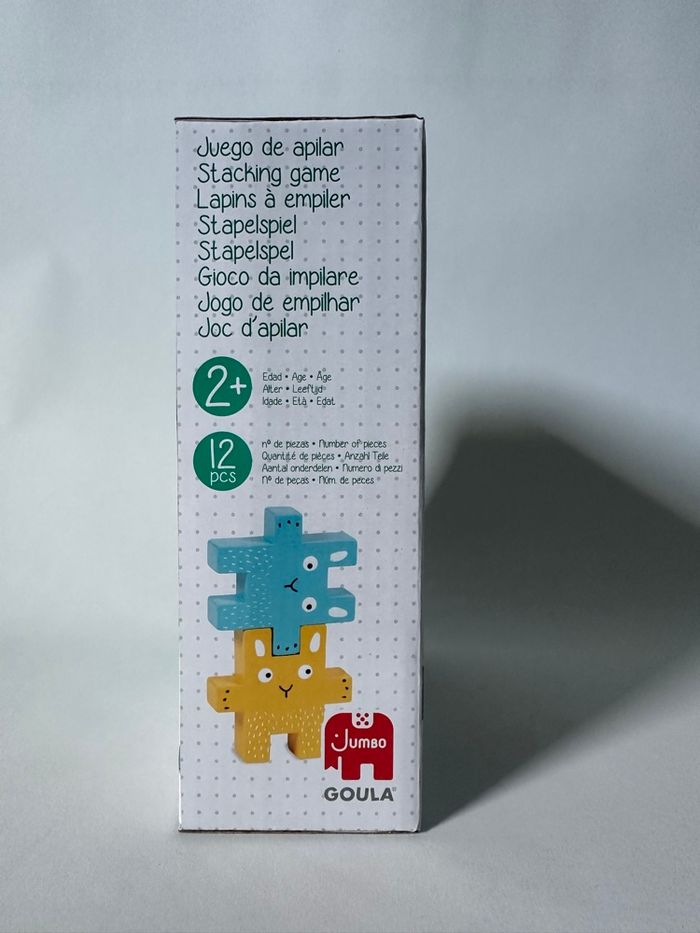 Juego de apilar
Stacking game
Lapins à empiler
Stapelspiel
Stapelspel
Gioco da impilare
Jogo de empilhar
Joc d'apilar
2+
Edad • Age • Âge
Alter • Leeftijd
Idade • Età • Edat
12
pcs
nº de piezas • Number of pieces
Quantité de pièces • Anzahl Teile
Aantal onderdelen • Numero di pezzi
Nº de peças • Núm. de peces
JUMBO
GOULA®